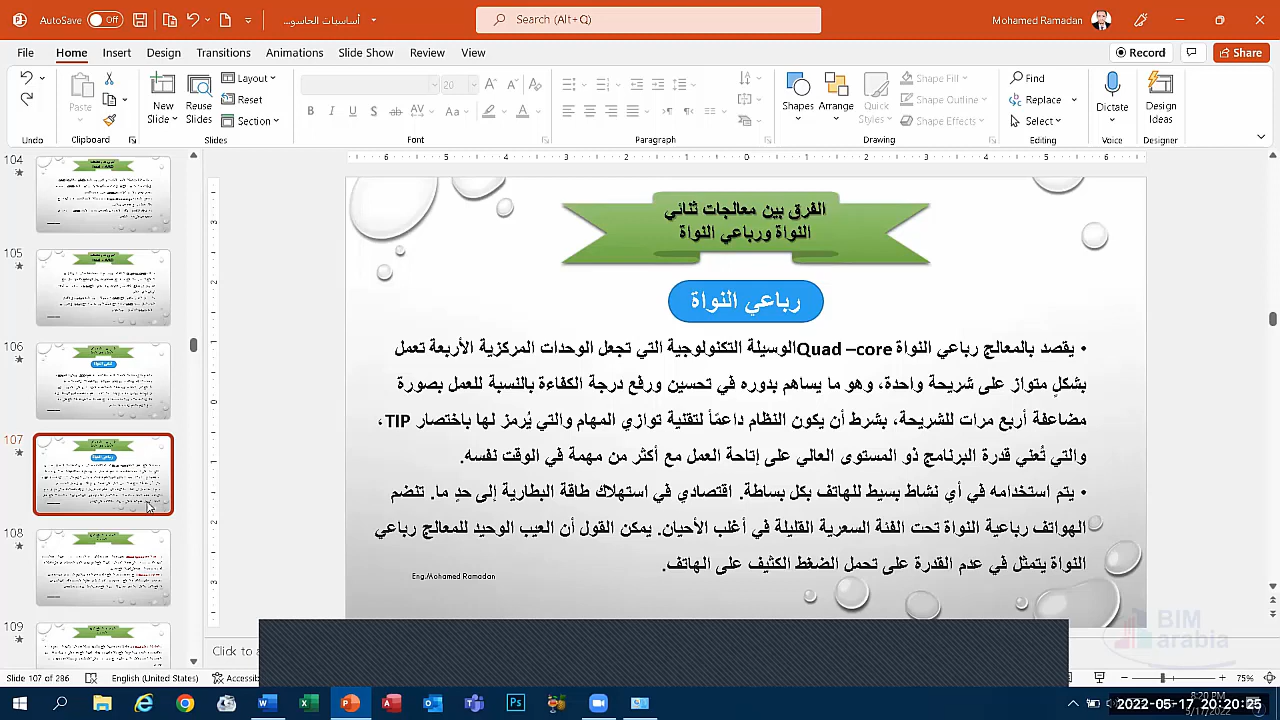 AutoSave
Off
أساسيات الحاسو...
Search (Alt+Q)
Mohamed Ramadan
File
Home
Insert
Design
Transitions
Animations
Slide Show
Review
View
Record
Share
Paste
New Slide
Reuse Slides
Layout
Reset
Section
20
Shapes
Arrange
Quick Styles
Shape Fill
Shape Outline
Shape Effects
Find
Replace
Select
Dictate
Design Ideas
Undo
Clipboard
Slides
Font
Paragraph
Drawing
Editing
Voice
Designer
104
105
106
107
108
109
الفرق بين معالجات ثنائي
النواة ورباعي النواة
رباعي النواة
• يقصد بالمعالج رباعي النواة Quad –coreالوسيلة التكنولوجية التي تجعل الوحدات المركزية الأربعة تعمل
بشكلٍ متواز على شريحة واحدة، وهو ما يساهم بدوره في تحسين ورفع درجة الكفاءة بالنسبة للعمل بصورة
مضاعفة أربع مرات للشريحة، بشرط أن يكون النظام داعمًا لتقنية توازي المهام والتي يُرمز لها باختصار TIP،
والتي تُعني قدرة البرنامج ذو المستوى العالي على إتاحة العمل مع أكثر من مهمة في الوقت نفسه.
• يتم استخدامه في أي نشاط بسيط للهاتف بكل بساطة. اقتصادي في استهلاك طاقة البطارية إلى حدٍ ما. تنضم
الهواتف رباعية النواة تحت الفئة السعرية القليلة في أغلب الأحيان. يمكن القول أن العيب الوحيد للمعالج رباعي
النواة يتمثل في عدم القدرة على تحمل الضغط الكثيف على الهاتف.
Eng.Mohamed Ramadan
BIM
arabia
Click to a
Slide 107 of 286
English (United States)
Accessib
75%
2022-05-17 20:20:25